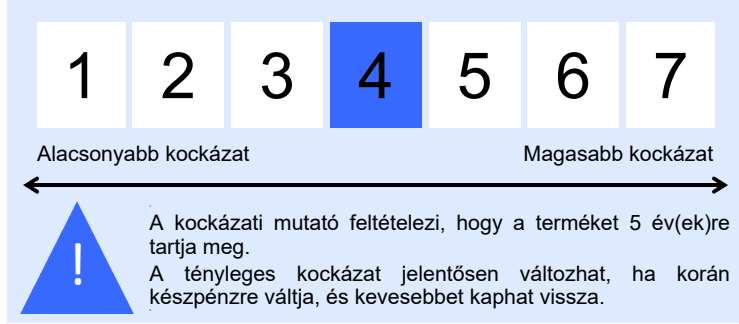 1 2 3 4 5 6 7
Alacsonyabb kockázat Magasabb kockázat
!
A kockázati mutató feltételezi, hogy a terméket 5 év(ek)re
tartja meg.
A tényleges kockázat jelentősen változhat, ha korán
készpénzre váltja, és kevesebbet kaphat vissza.